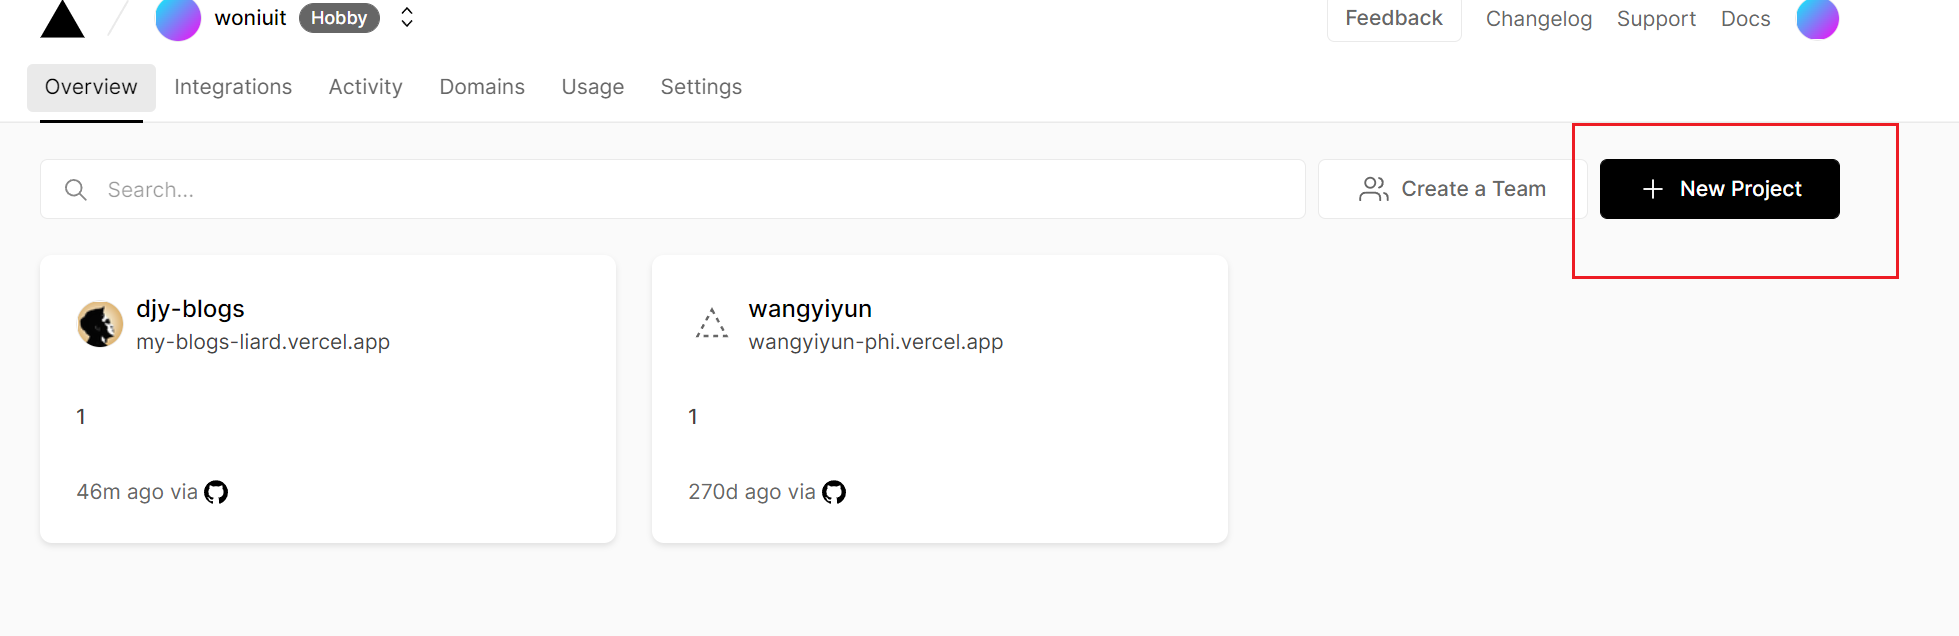 woniuit Hobby Feedback Changelog Support Docs
Overview Integrations Activity Domains Usage Settings
Search... Create a Team New Project
djy-blogs
my-blogs-liard.vercel.app
1
46m ago via
wangyiyun
wangyiyun-phi.vercel.app
1
270d ago via